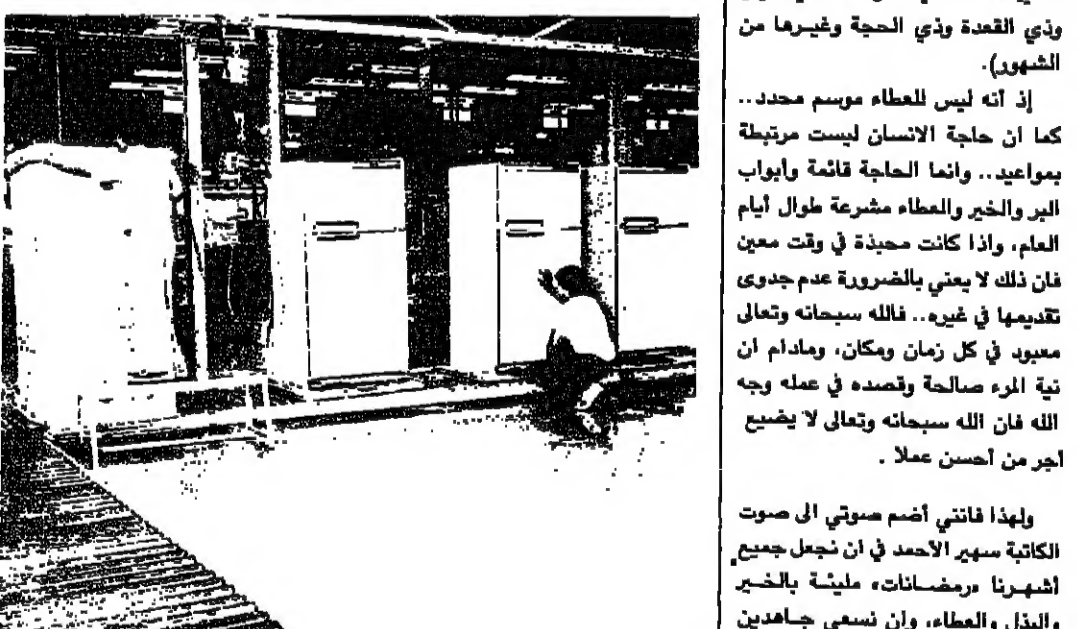 وذي القعدة وذي الحجة وغيرها من
الشهور).
إذ أنه ليس للعطاء موسم محدد..
كما ان حاجة الانسان ليست مرتبطة
بمواعيد.. وانما الحاجة قائمة وأبواب
البر والخير والعطاء مشرعة طوال أيام
العام، واذا كانت محبذة في وقت معين
فان ذلك لا يعني بالضرورة عدم جدوى
تقديمها في غيره.. فالله سبحانه وتعالى
معبود في كل زمان ومكان، ومادام ان
نية المرء صالحة وقصده في عمله وجه
الله فان الله سبحانه وتعالى لا يضيع
أجر من أحسن عملا .
ولهذا فانني أضم صوتي الى صوت
الكاتبة سهير الأحمد في ان نجعل جميع
أشهرنا «رمضانات» مليئة بالخير
والبذل والعطاء، وان نسعى جاهدين